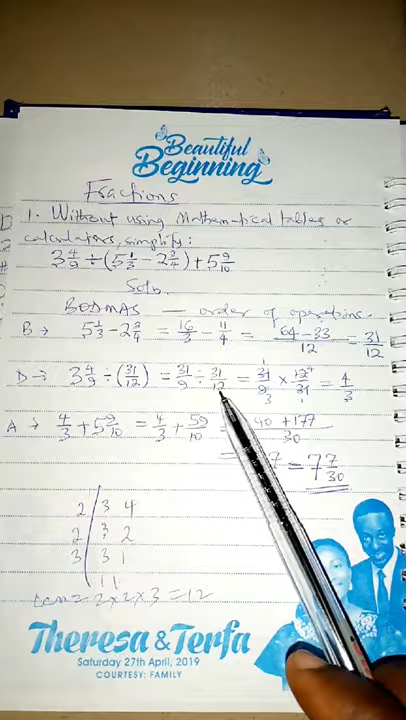 Beautiful
Beginning
Fractions
1. Without using Mathematical tables or
calculators, simplify:
3 4/9 ÷ (5 1/3 − 2 3/4) + 5 9/10
Soln.
BODMAS — order of operations.
B → 5 1/3 − 2 3/4 = 16/3 − 11/4 = 64 − 33/12 = 31/12
D → 3 4/9 ÷ (31/12) = 31/9 ÷ 31/12 = 31/9 × 12/31 = 4/3
A → 4/3 + 5 9/10 = 4/3 + 59/10 = 40 + 177/30
= 7 = 7 7/30
2 | 3 4
2 | 3 2
3 | 3 1
1 1
LCM = 2 × 2 × 3 = 12
Theresa & Terfa
Saturday 27th April, 2019
COURTESY: FAMILY